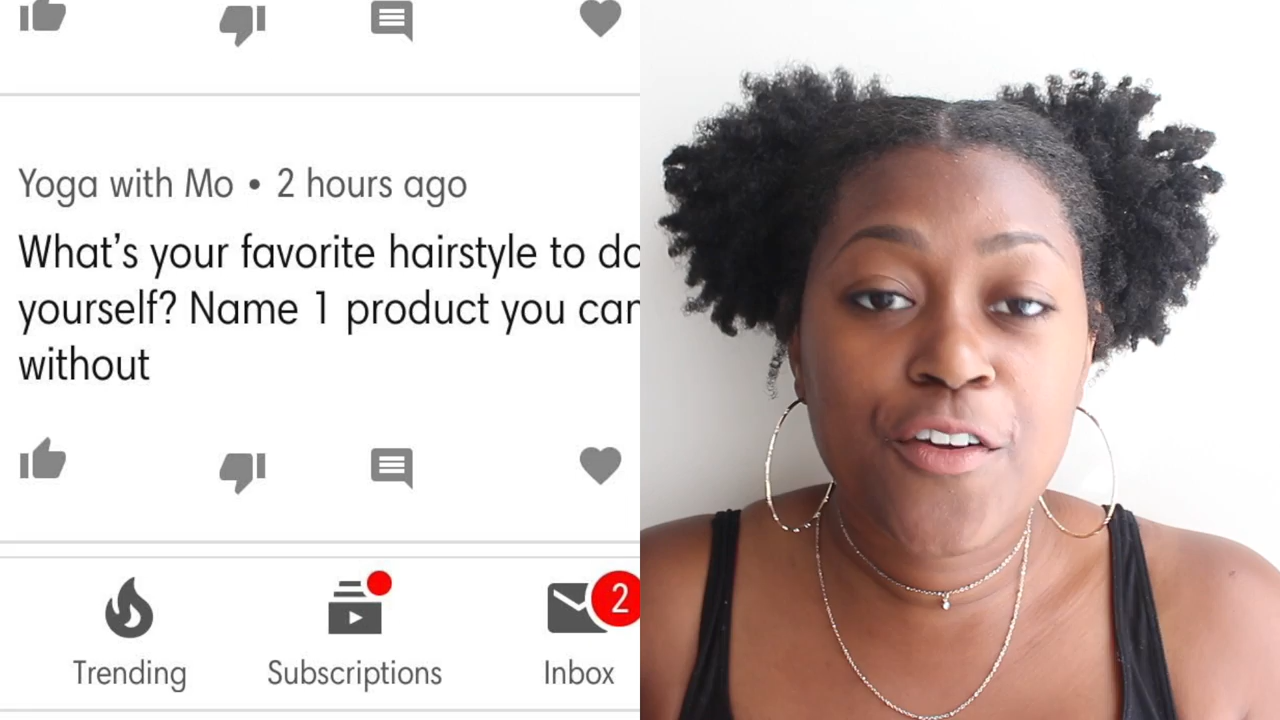 Yoga with Mo • 2 hours ago
What's your favorite hairstyle to do
yourself? Name 1 product you
without
2
Trending
Subscriptions
Inbox